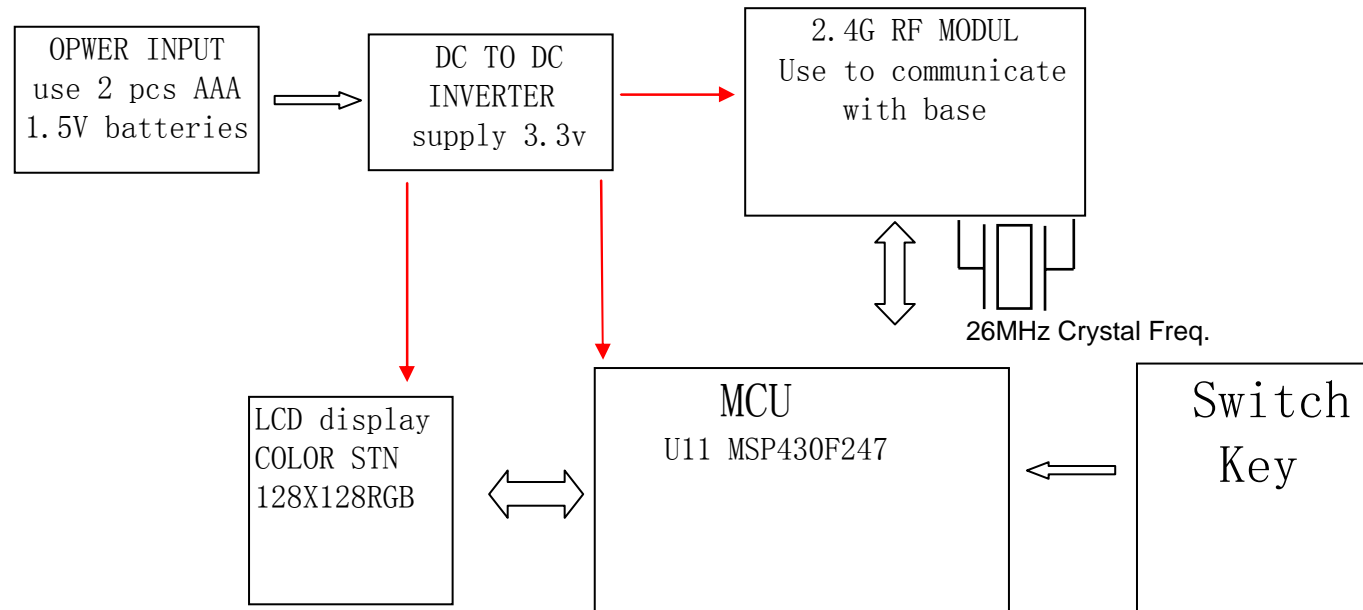 OPWER INPUT
use 2 pcs AAA
1.5V batteries
DC TO DC
INVERTER
supply 3.3v
2.4G RF MODUL
Use to communicate
with base
26MHz Crystal Freq.
LCD display
COLOR STN
128X128RGB
MCU
U11 MSP430F247
Switch
Key